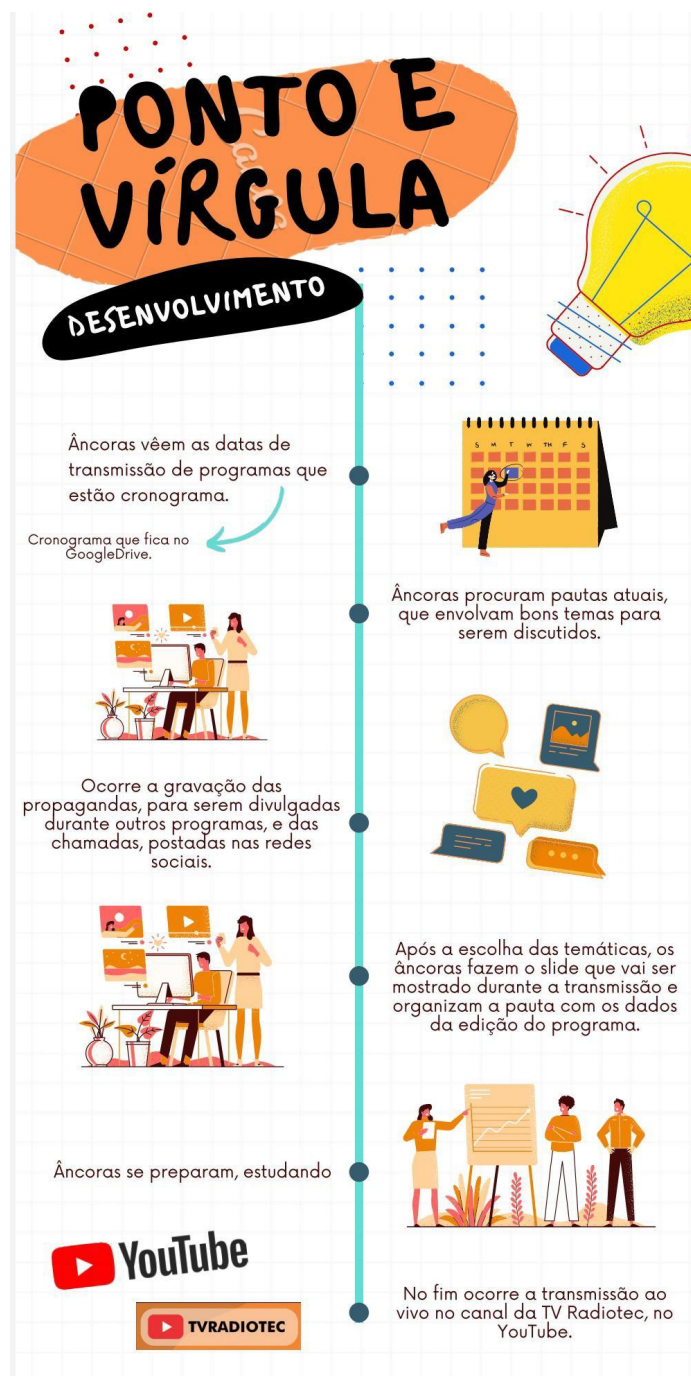 PONTO E
VÍRGULA
DESENVOLVIMENTO
Âncoras vêem as datas de
transmissão de programas que
estão cronograma.
Cronograma que fica no
GoogleDrive.
S M T W TH F S
Âncoras procuram pautas atuais,
que envolvam bons temas para
serem discutidos.
Ocorre a gravação das
propagandas, para serem divulgadas
durante outros programas, e das
chamadas, postadas nas redes
sociais.
Após a escolha das temáticas, os
âncoras fazem o slide que vai ser
mostrado durante a transmissão e
organizam a pauta com os dados
da edição do programa.
Âncoras se preparam, estudando
YouTube
TVRADIOTEC
No fim ocorre a transmissão ao
vivo no canal da TV Radiotec, no
YouTube.